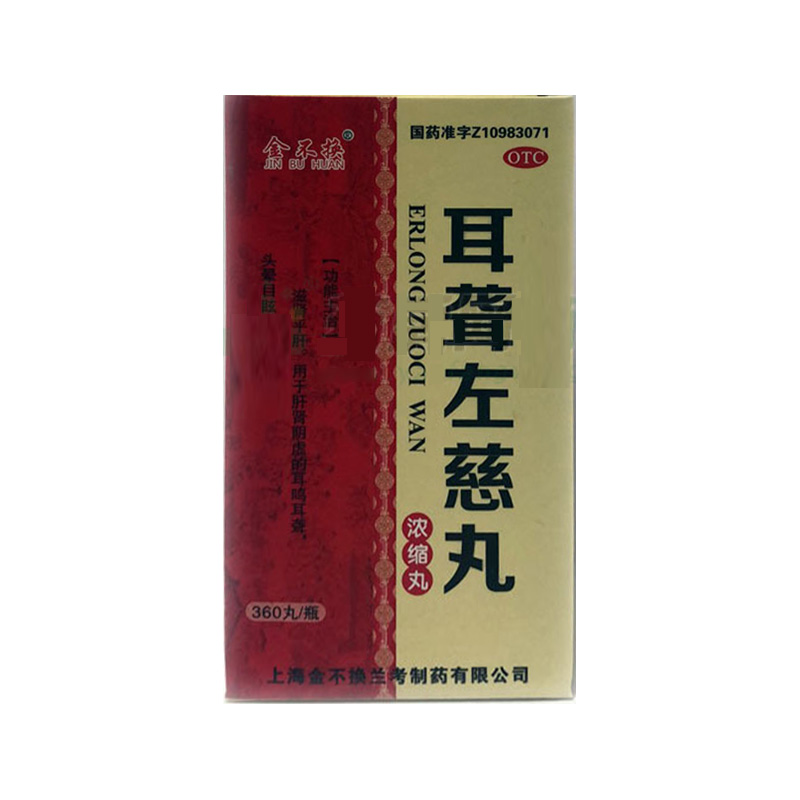 金不换
JIN BU HUAN
国药准字Z10983071
OTC
耳聋左慈丸
ERLONG ZUOCI WAN
浓缩丸
【功能主治】
滋肾平肝。用于肝肾阴虚的耳鸣耳聋，
头晕目眩
360丸/瓶
上海金不换兰考制药有限公司